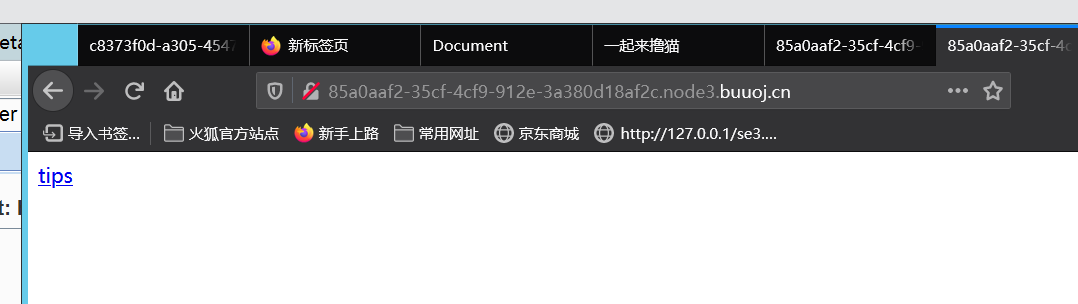 c8373f0d-a305-4547 新标签页 Document 一起来撸猫 85a0aaf2-35cf-4cf9- 85a0aaf2-35cf-4c
85a0aaf2-35cf-4cf9-912e-3a380d18af2c.node3.buuoj.cn
导入书签... 火狐官方站点 新手上路 常用网址 京东商城 http://127.0.0.1/se3....
tips